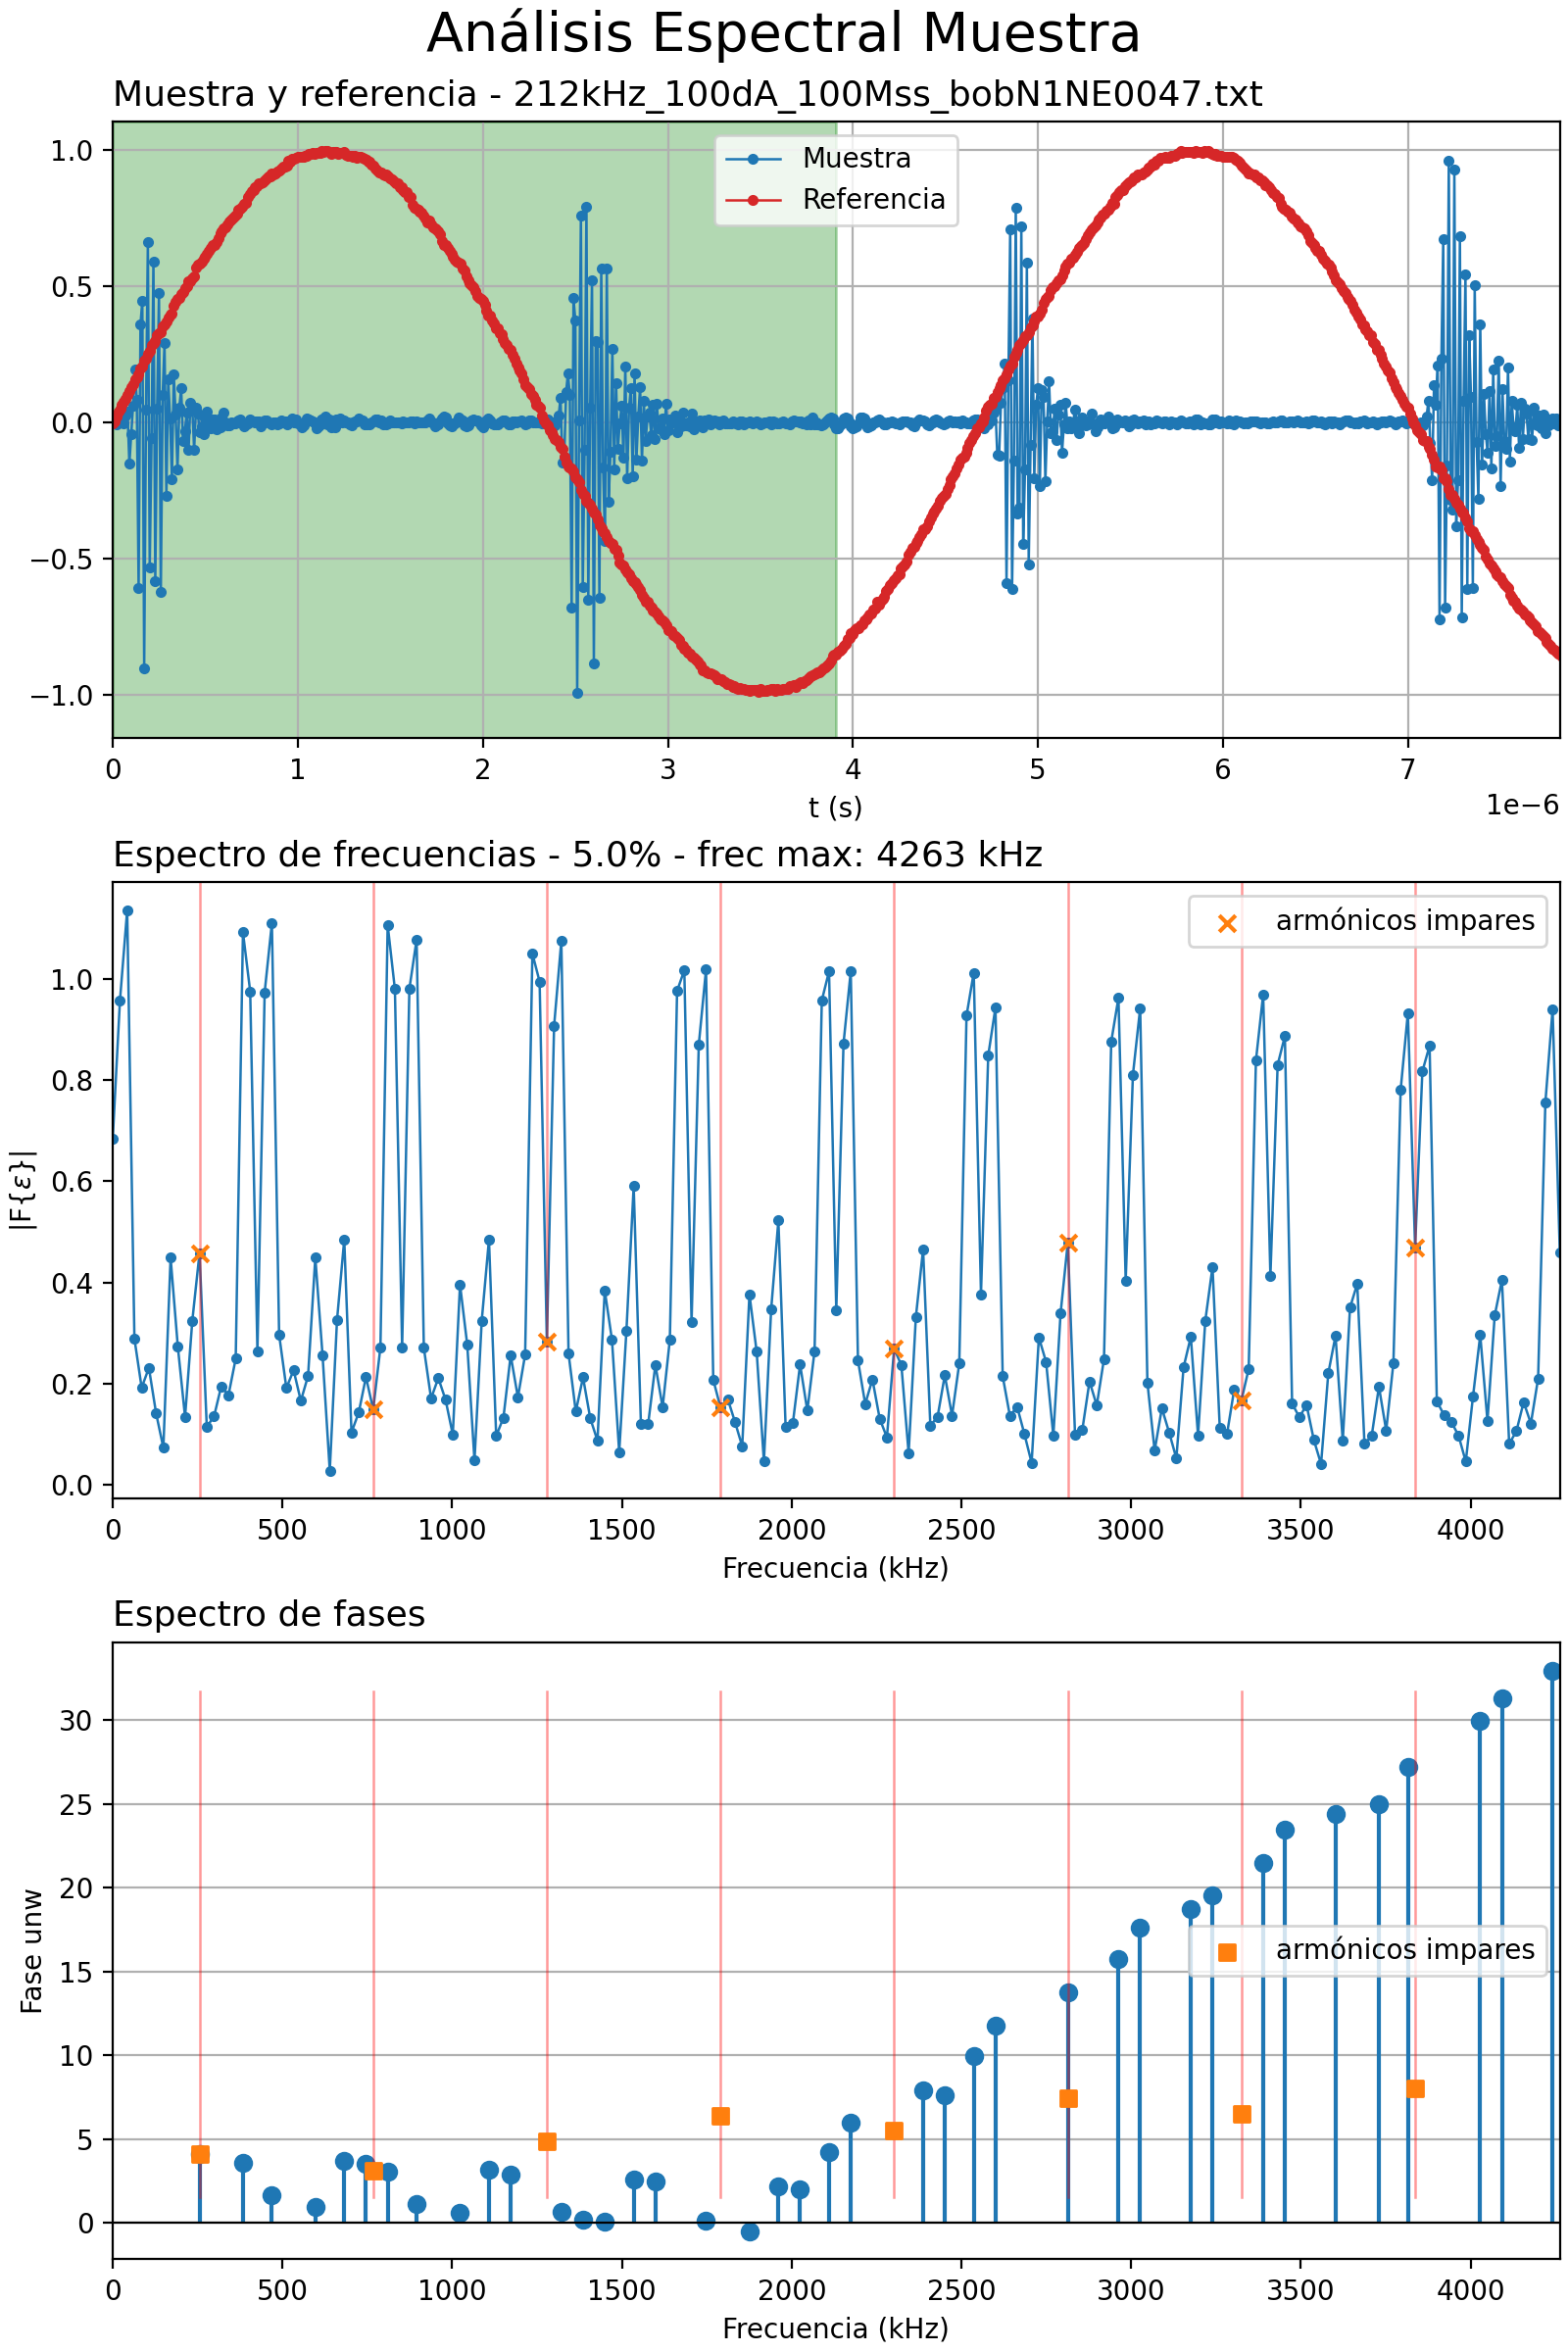 Análisis Espectral Muestra
Muestra y referencia - 212kHz_100dA_100Mss_bobN1NE0047.txt
1.0
0.5
0.0
−0.5
−1.0
Muestra
Referencia
0 1 2 3 4 5 6 7
t (s)
1e−6
Espectro de frecuencias - 5.0% - frec max: 4263 kHz
armónicos impares
|F{ε}|
1.0
0.8
0.6
0.4
0.2
0.0
0 500 1000 1500 2000 2500 3000 3500 4000
Frecuencia (kHz)
Espectro de fases
Fase unw
30
25
20
15
10
5
0
armónicos impares
0 500 1000 1500 2000 2500 3000 3500 4000
Frecuencia (kHz)